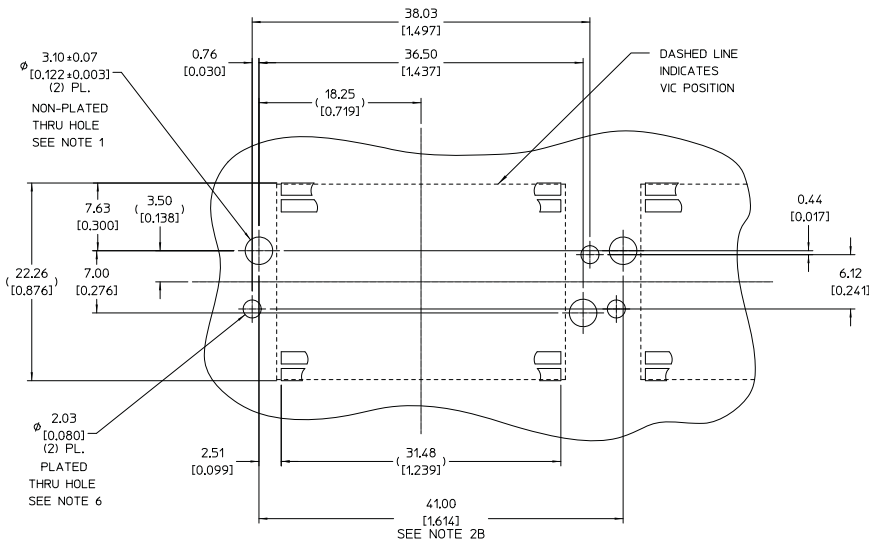 38.03
[1.497]
⌀ 3.10±0.07
[0.122±0.003]
(2) PL.
NON-PLATED
THRU HOLE
SEE NOTE 1
0.76
[0.030]
36.50
[1.437]
(18.25)
[0.719]
DASHED LINE
INDICATES
VIC POSITION
7.63
[0.300]
(3.50)
[0.138]
0.44
[0.017]
(22.26)
[0.876]
7.00
[0.276]
6.12
[0.241]
⌀ 2.03
[0.080]
(2) PL.
PLATED
THRU HOLE
SEE NOTE 6
2.51
[0.099]
(31.48)
[1.239]
41.00
[1.614]
SEE NOTE 2B